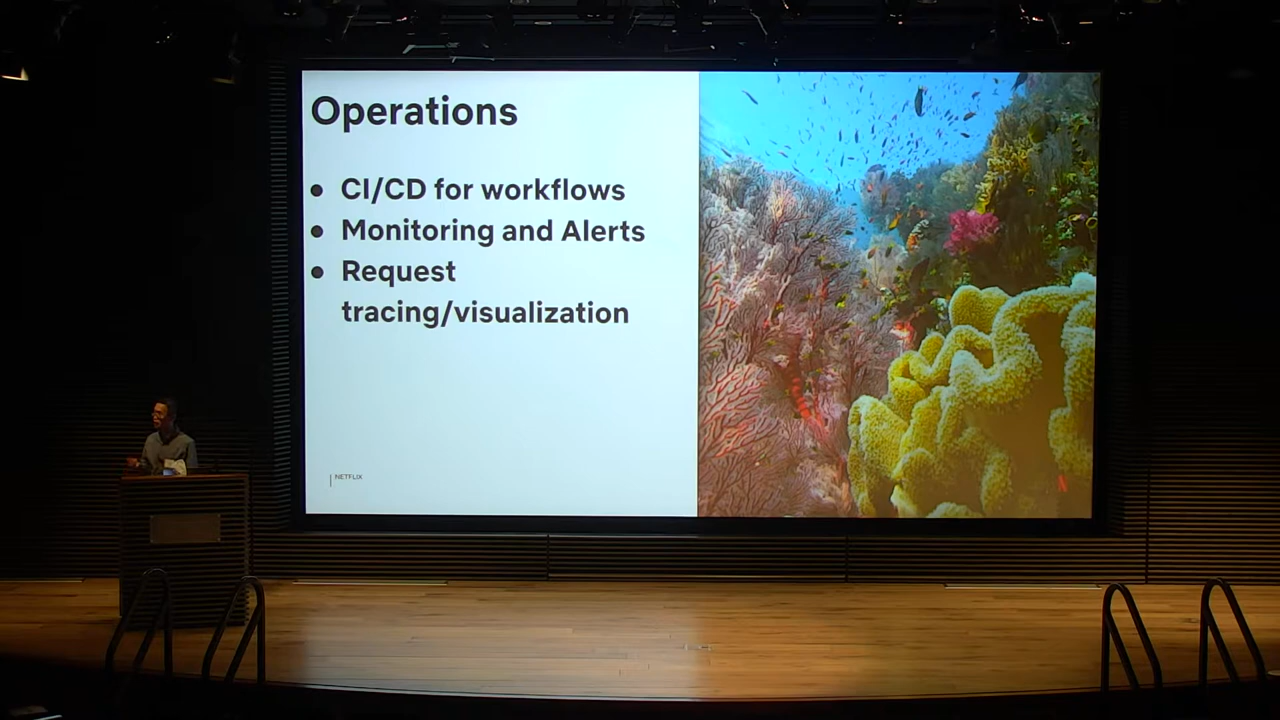 Operations
● CI/CD for workflows
● Monitoring and Alerts
● Request
tracing/visualization
NETFLIX
N